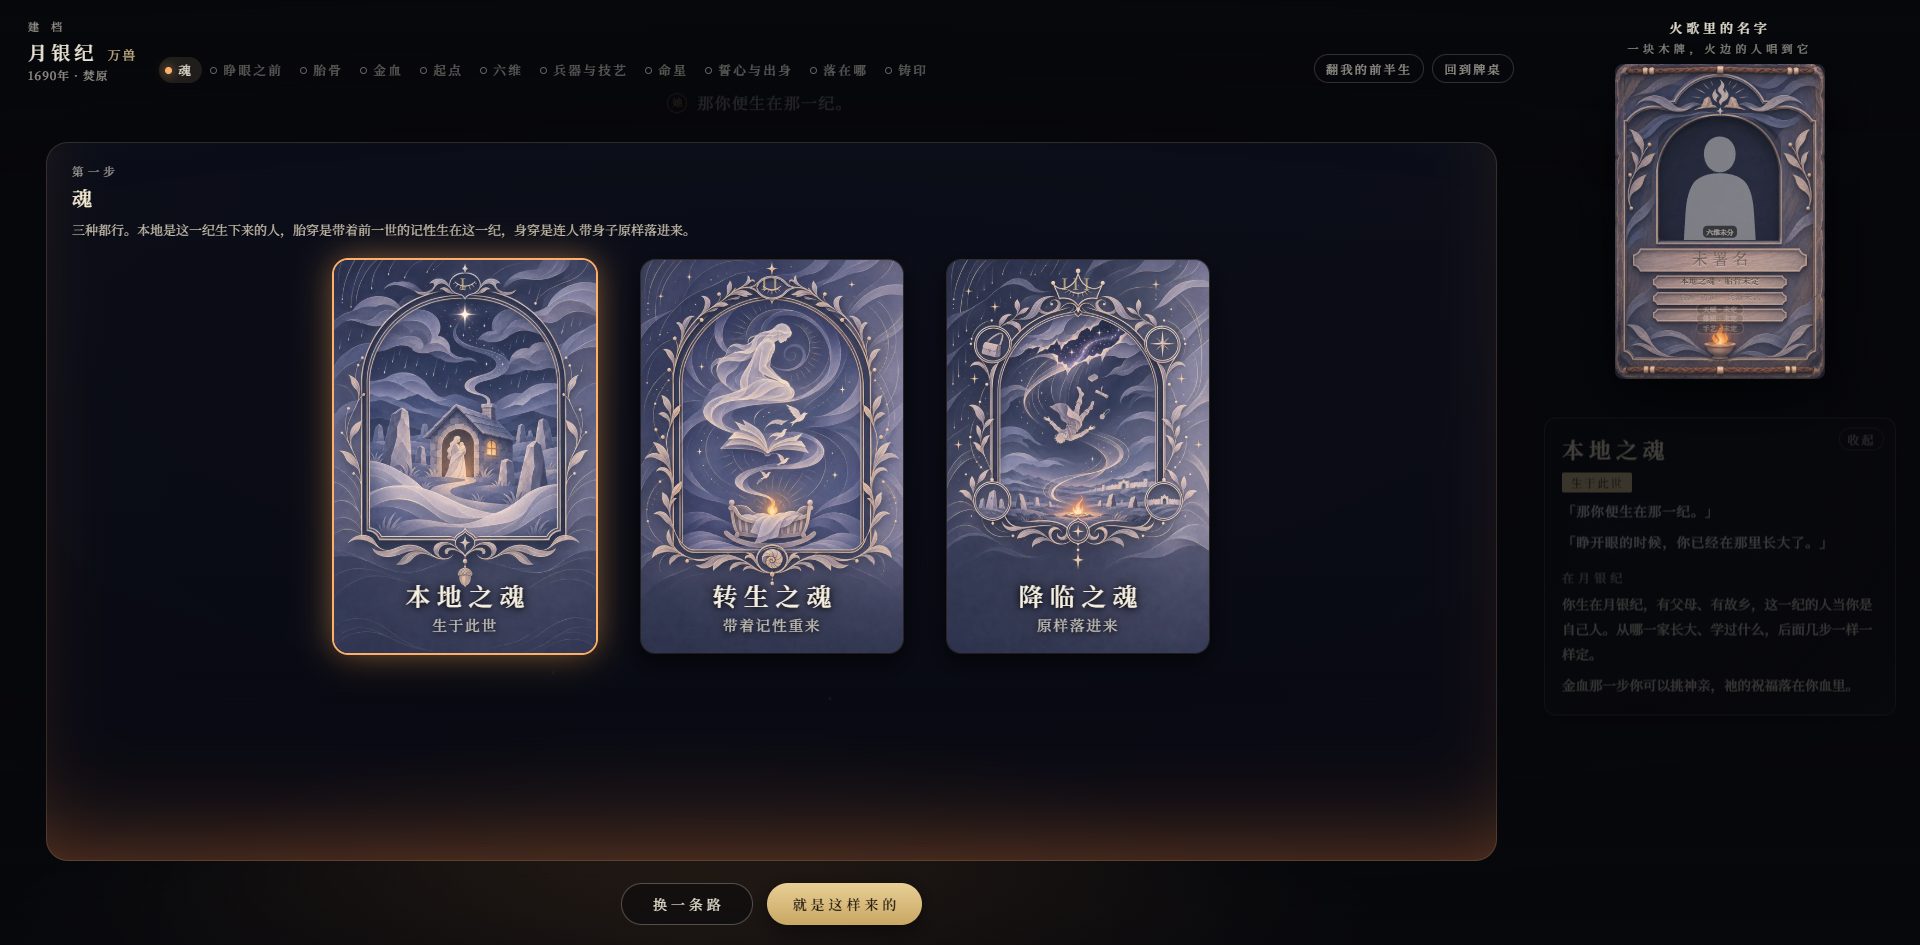 建档
月银纪 万兽
1690年 · 焚原
魂 睁眼之前 胎骨 金血 起点 六维 兵器与技艺 命星 誓心与出身 落在哪 铸印
翻我的前半生 回到牌桌
那你便生在那一纪。
第一步
魂
三种都行。本地是这一纪生下来的人，胎穿是带着前一世的记性生在这一纪，身穿是连人带身子原样落进来。
I
本地之魂
生于此世
II
转生之魂
带着记性重来
III
降临之魂
原样落进来
换一条路 就是这样来的
火歌里的名字
一块木牌，火边的人唱到它
六维未分
未署名
本地之魂 · 胎骨未定
收起
本地之魂
生于此世
「那你便生在那一纪。」
「睁开眼的时候，你已经在那里长大了。」
在月银纪
你生在月银纪，有父母、有故乡，这一纪的人当你是
自己人。从哪一家长大、学过什么，后面几步一样一
样定。
金血那一步你可以挑神亲，祂的祝福落在你血里。